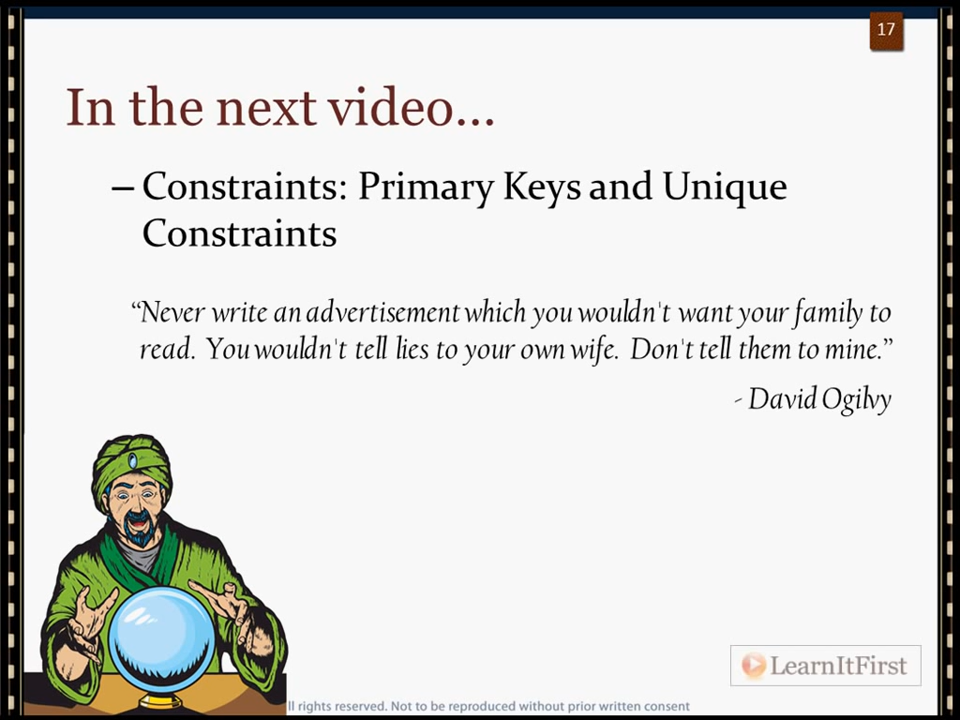 17
In the next video...
– Constraints: Primary Keys and Unique
Constraints
“Never write an advertisement which you wouldn't want your family to
read. You wouldn't tell lies to your own wife. Don't tell them to mine.”
- David Ogilvy
LearnItFirst
ll rights reserved. Not to be reproduced without prior written consent